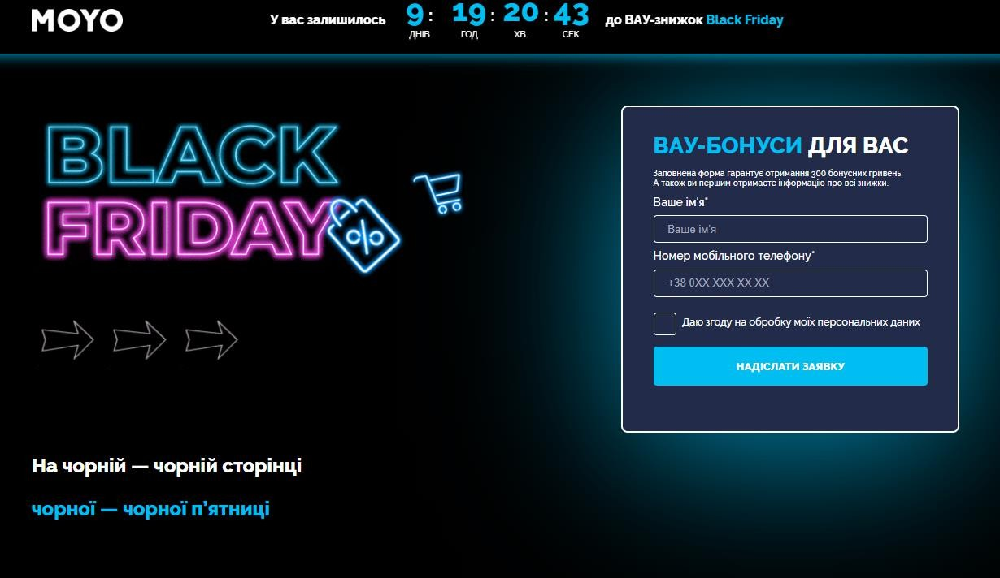 MOYO
У вас залишилось
9 : 19 : 20 : 43
ДНІВ ГОД. ХВ. СЕК.
до ВАУ-знижок Black Friday
BLACK
FRIDAY
%
ВАУ-БОНУСИ ДЛЯ ВАС
Заповнена форма гарантує отримання 300 бонусних гривень.
А також ви першим отримаєте інформацію про всі знижки.
Ваше ім'я*
Ваше ім'я
Номер мобільного телефону*
+38 0XX XXX XX XX
Даю згоду на обробку моїх персональних даних
НАДІСЛАТИ ЗАЯВКУ
На чорній — чорній сторінці
чорної — чорної п’ятниці